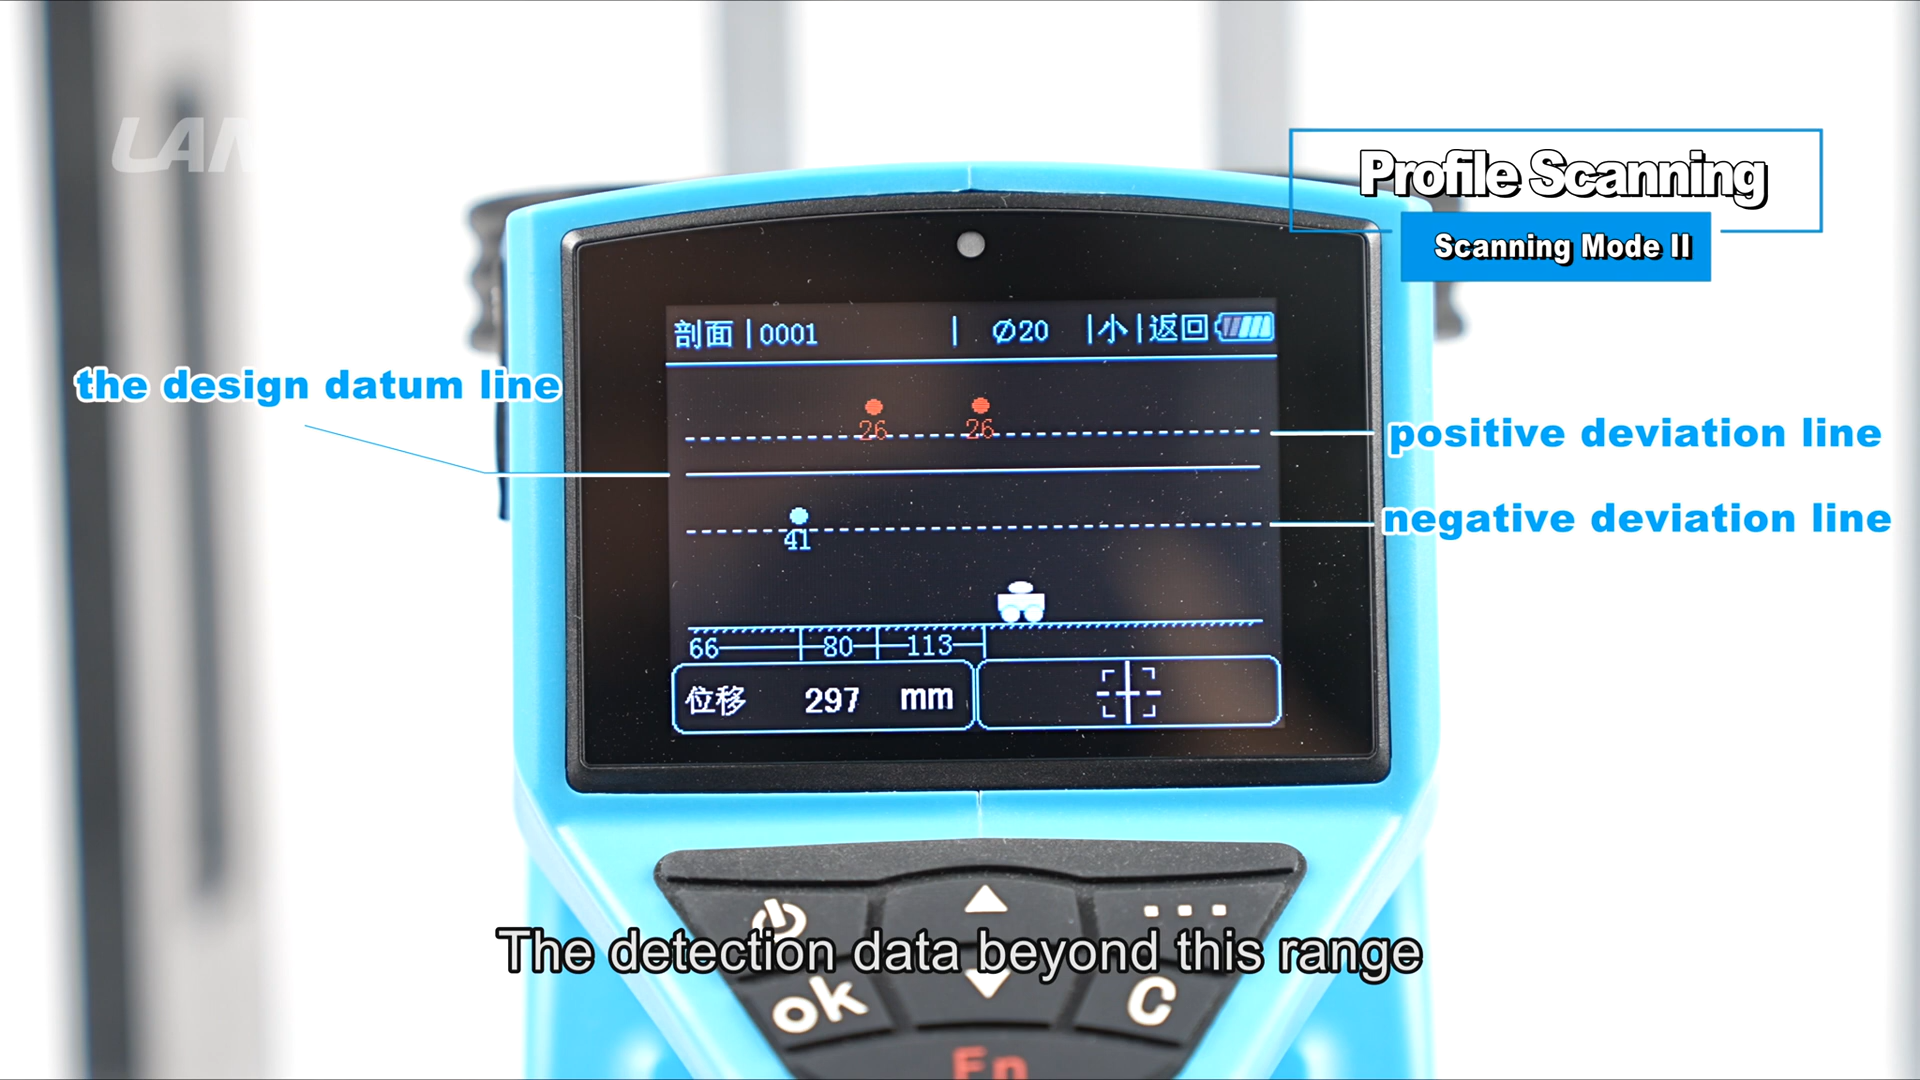 LAN
Profile Scanning
Scanning Mode II
剖面 0001 Ø20 小 返回
the design datum line
26 26
positive deviation line
41
negative deviation line
66 80 113
位移 297 mm
The detection data beyond this range
ok C
Fn